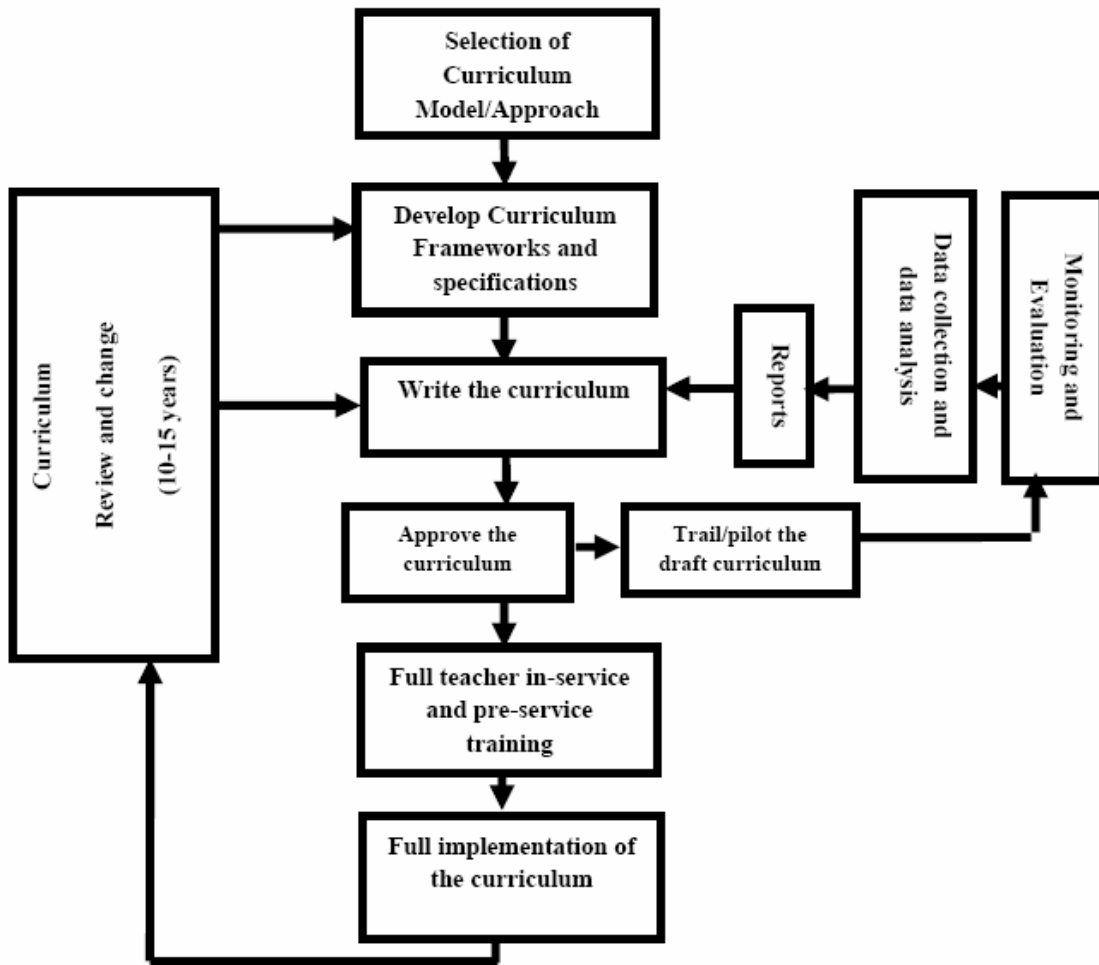 Selection of
Curriculum
Model/Approach
Develop Curriculum
Frameworks and
specifications
Write the curriculum
Approve the
curriculum
Trail/pilot the
draft curriculum
Full teacher in-service
and pre-service
training
Full implementation of
the curriculum
Curriculum
Review and change
(10-15 years)
Reports
Data collection and
data analysis
Monitoring and
Evaluation